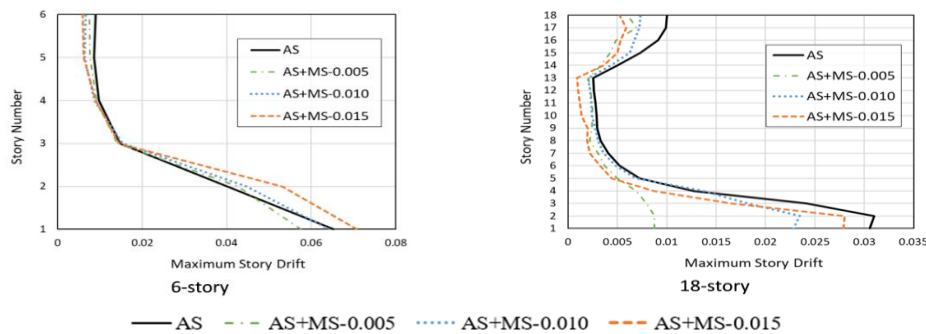 6
5
4
3
2
1
Story Number
0
0.02
0.04
0.06
0.08
Maximum Story Drift
6-story
AS
AS+MS-0.005
AS+MS-0.010
AS+MS-0.015
18
17
16
15
14
13
12
11
10
9
8
7
6
5
4
3
2
1
Story Number
0
0.005
0.01
0.015
0.02
0.025
0.03
0.035
Maximum Story Drift
18-story
AS
AS+MS-0.005
AS+MS-0.010
AS+MS-0.015
AS AS+MS-0.005 AS+MS-0.010 AS+MS-0.015